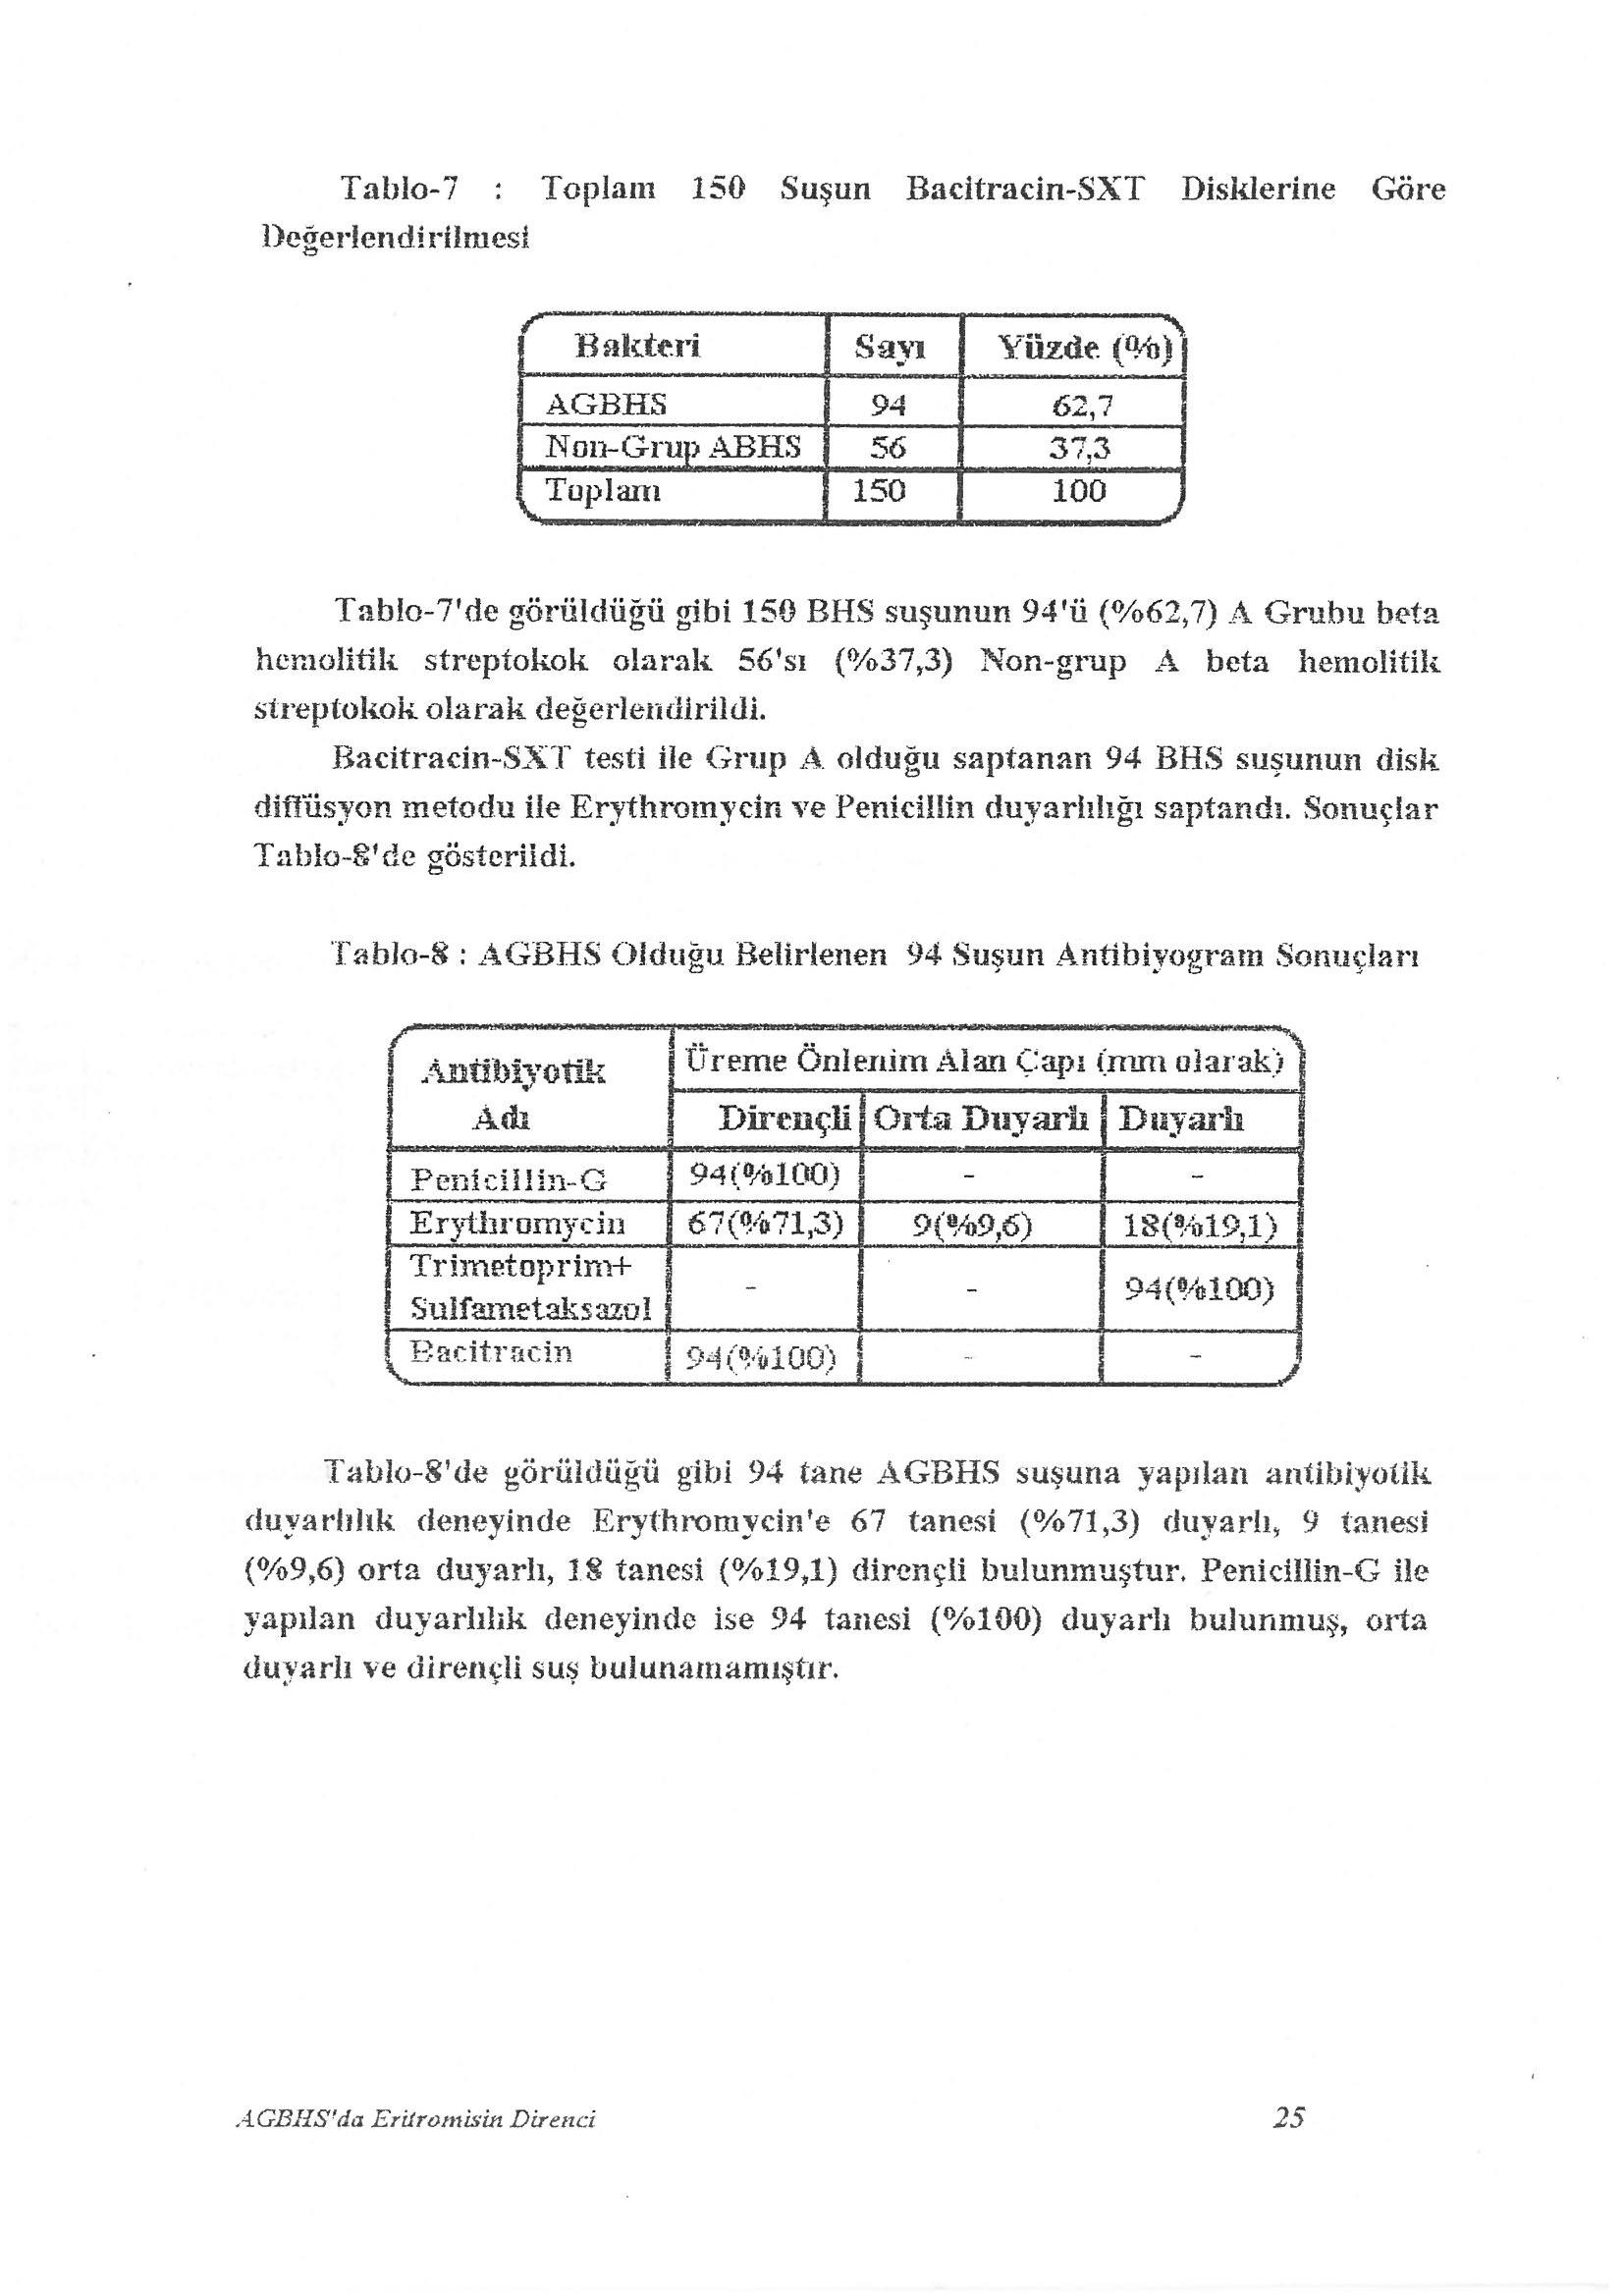 Tablo-7 : Toplam 150 Suşun Bacitracin-SXT Disklerine Göre
Değerlendirilmesi
Bakteri Sayı Yüzde (%)
AGBHS 94 62,7
Non-Grup ABHS 56 37,3
Toplam 150 100
Tablo-7'de görüldüğü gibi 150 BHS suşunun 94'ü (%62,7) A Grubu beta
hemolitik streptokok olarak 56'sı (%37,3) Non-grup A beta hemolitik
streptokok olarak değerlendirildi.
Bacitracin-SXT testi ile Grup A olduğu saptanan 94 BHS suşunun disk
diffüsyon metodu ile Erythromycin ve Penicillin duyarlılığı saptandı. Sonuçlar
Tablo-8'de gösterildi.
Tablo-8 : AGBHS Olduğu Belirlenen 94 Suşun Antibiyogram Sonuçları
Antibiyotik Adı Üreme Önlenim Alan Çapı (mm olarak)
Dirençli Orta Duyarlı Duyarlı
Penicillin-G 94(%100) - -
Erythromycin 67(%71,3) 9(%9,6) 18(%19,1)
Trimetoprim+
Sulfametaksazol - - 94(%100)
Bacitracin 94(%100) - -
Tablo-8'de görüldüğü gibi 94 tane AGBHS suşuna yapılan antibiyotik
duyarlılık deneyinde Erythromycin'e 67 tanesi (%71,3) duyarlı, 9 tanesi
(%9,6) orta duyarlı, 18 tanesi (%19,1) dirençli bulunmuştur. Penicillin-G ile
yapılan duyarlılık deneyinde ise 94 tanesi (%100) duyarlı bulunmuş, orta
duyarlı ve dirençli suş bulunamamıştır.
AGBHS'da Eritromisin Direnci 25